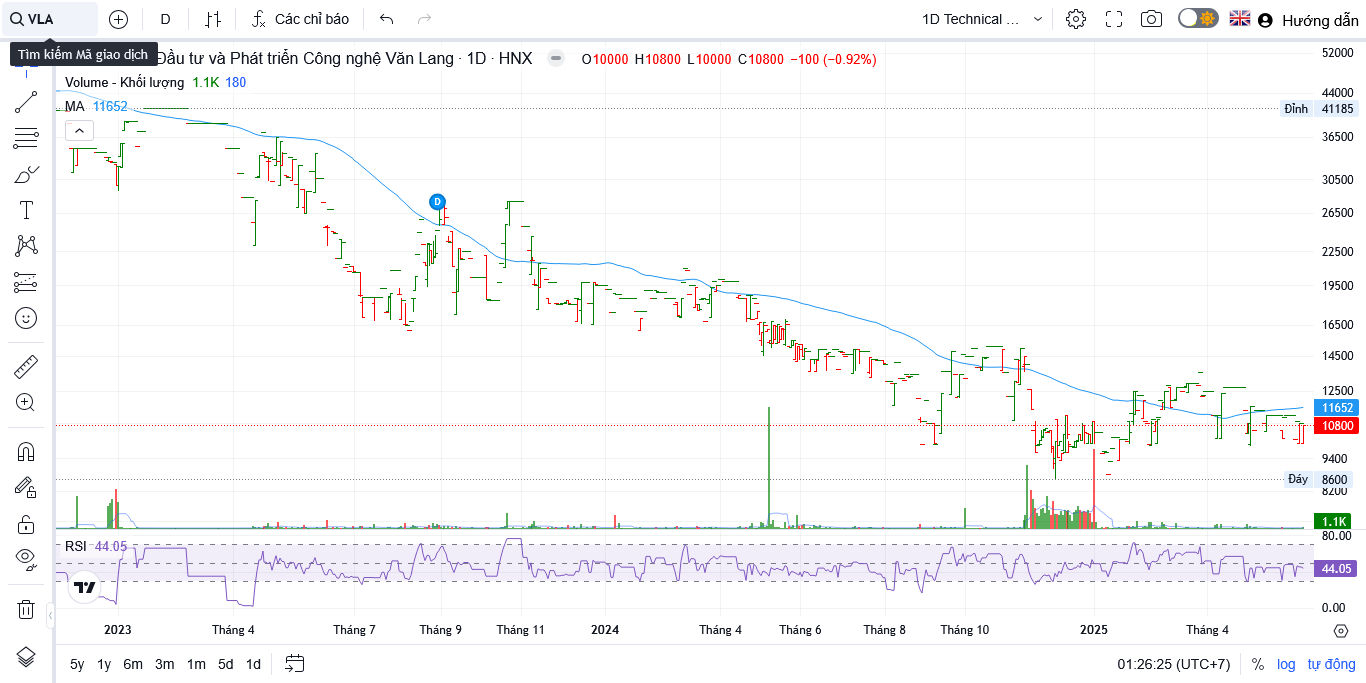 VLA D Các chỉ báo 1D Technical ... Hướng dẫn
Tìm kiếm Mã giao dịch Đầu tư và Phát triển Công nghệ Văn Lang · 1D · HNX O10000 H10800 L10000 C10800 −100 (−0.92%)
Volume - Khối lượng 1.1K 180
MA 11652
D
52000
44000
Đỉnh 41185
36500
30500
26500
22500
19500
16500
14500
12500
11652
10800
9400
Đáy 8600
8200
1.1K
RSI 44.05
80.00
44.05
0.00
2023 Tháng 4 Tháng 7 Tháng 9 Tháng 11 2024 Tháng 4 Tháng 6 Tháng 8 Tháng 10 2025 Tháng 4
5y 1y 6m 3m 1m 5d 1d 01:26:25 (UTC+7) % log tự động